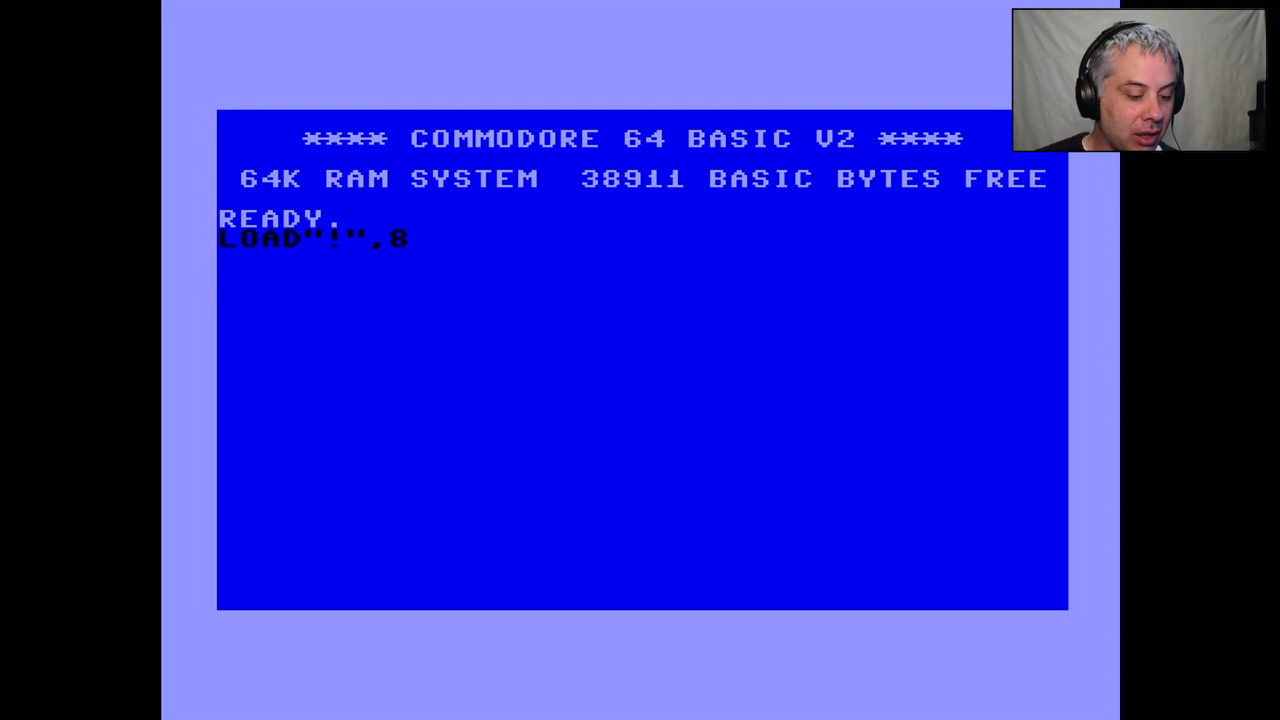 **** COMMODORE 64 BASIC V2 ****
64K RAM SYSTEM  38911 BASIC BYTES FREE
READY.
LOAD"!",8